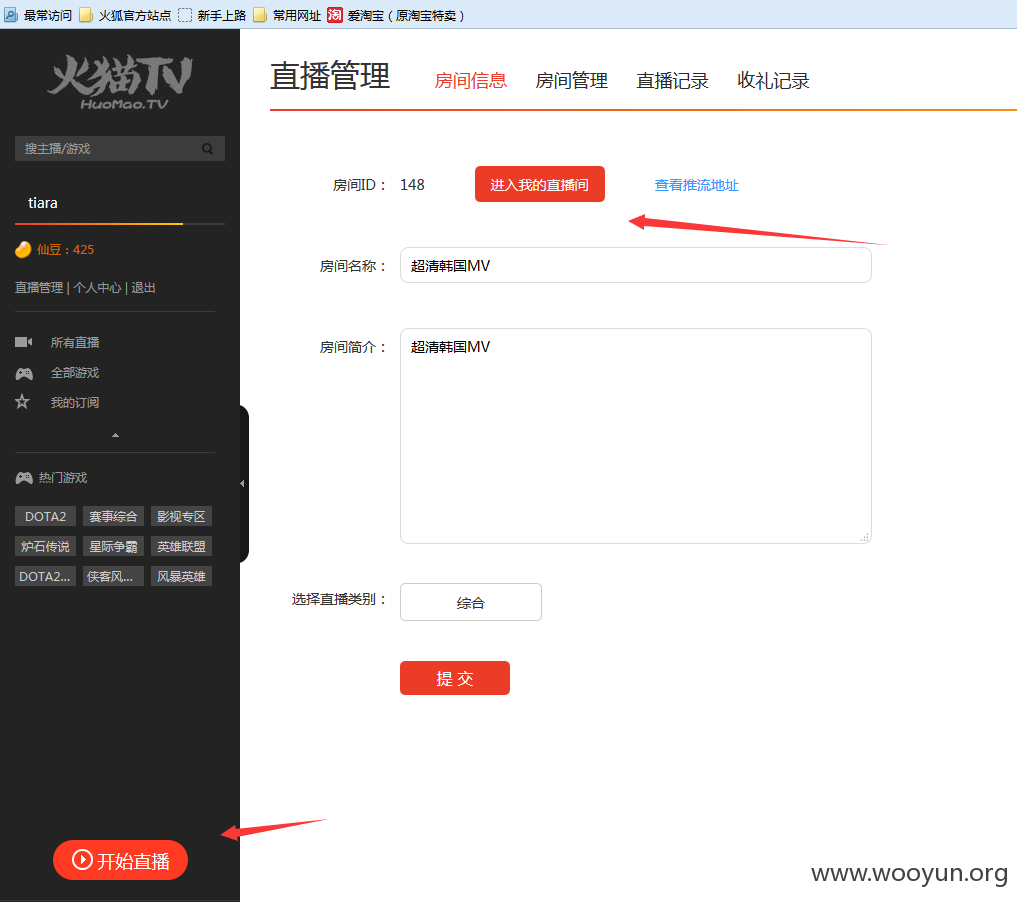 最常访问 火狐官方站点 新手上路 常用网址 爱淘宝（原淘宝特卖）
火猫TV
HuoMao.TV
搜主播/游戏
tiara
仙豆：425
直播管理 | 个人中心 | 退出
所有直播
全部游戏
我的订阅
热门游戏
DOTA2 赛事综合 影视专区
炉石传说 星际争霸 英雄联盟
DOTA2... 侠客风... 风暴英雄
开始直播
直播管理 房间信息 房间管理 直播记录 收礼记录
房间ID： 148 进入我的直播间 查看推流地址
房间名称： 超清韩国MV
房间简介： 超清韩国MV
选择直播类别： 综合
提 交
www.wooyun.org